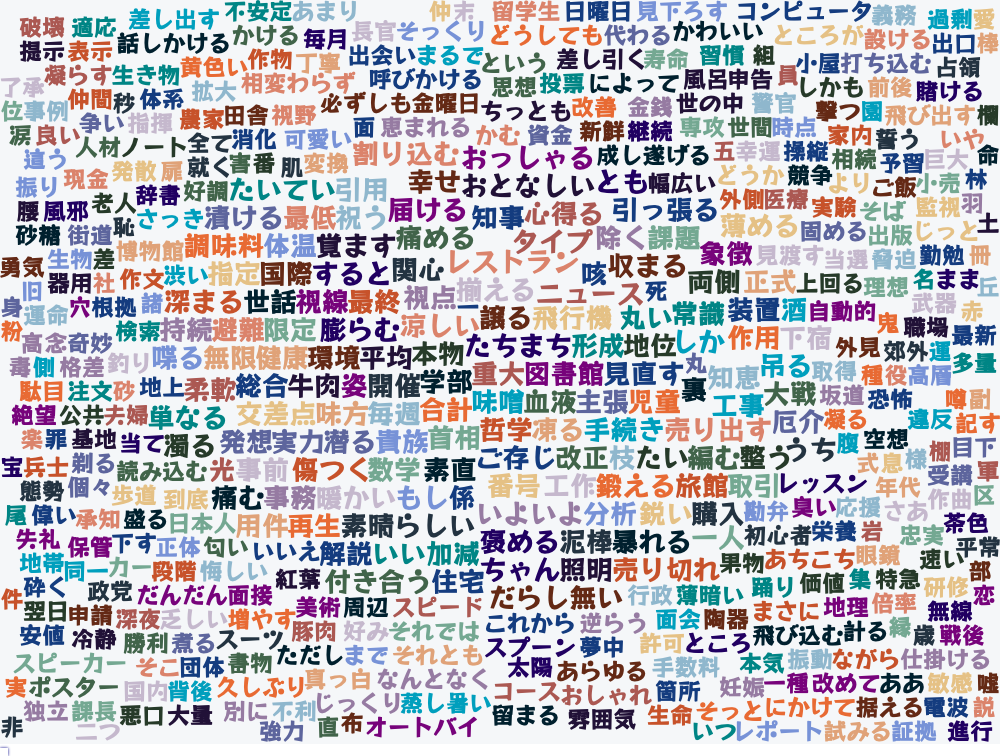 破壊 適応 差し出す 不安定 あまり 仲 末 留学生 日曜日 見下ろす コンピュータ 義務 過剰 愛
提示 表示 話しかける かける 毎月 長官 そっくり どうしても 代わる かわいい ところが 設ける 出口 棒
凝らす 生き物 黄色い 作物 丁寧 出会い まるで という 差し引く 寿命 習慣 組 小屋 打ち込む 占領
了承 仲間 秒 体系 拡大 相変わらず 呼びかける 思想 投票 によって 風呂 申告 員 しかも 前後 賭ける
位 事例 争い 指揮 農家 田舎 視野 必ずしも 金曜日 ちっとも 改善 金銭 世の中 警官 撃つ 園 飛び出す 欄
涙 良い 人材 ノート 全て 消化 可愛い 面 恵まれる かむ 資金 新鮮 継続 専攻 世間 時点 家内 誓う いや
違う 発散 扉 就く 害 番 肌 変換 割り込む おっしゃる 成し遂げる 五 幸運 操縦 相続 予習 巨大 命
振り 現金 辞書 好調 たいてい 引用 幸せ おとなしい とも 幅広い どうか 競争 より ご飯 小売 林
腰 風邪 老人 恥 さっき 漬ける 最低 祝う 届ける 知事 心得る 引っ張る 外側 医療 実験 そば 監視 羽
砂糖 街道 生物 差 博物館 調味料 体温 覚ます 痛める タイプ 除く 課題 薄める 固める 出版 じっと 土
勇気 器用 社 作文 渋い 指定 国際 すると 関心 レストラン 咳 収まる 象徴 見渡す 当選 脅迫 勤勉 冊
旧 身 運命 穴 根拠 諸 深まる 世話 視線 最終 視点 揃える ニュース 死 両側 正式 上回る 理想 名 まま 丘
粉 高念 奇妙 検索 持続 避難 限定 膨らむ 涼しい 一 譲る 飛行機 丸い 常識 装置 酒 自動的 鬼 武器 赤 職場 最新
毒 側 格差 釣り 喋る 無限 健康 環境 平均 本物 たちまち 形成 地位 しか 作用 下宿 外見 郊外 運 多量
駄目 注文 砂 地上 柔軟 総合 牛肉 姿 開催 学部 重大 図書館 見直す 丸 知恵 吊る 取得 種 役 高層
絶望 公共 夫婦 単なる 交差点 味方 毎週 合計 味噌 血液 主張 児童 裏 工事 大戦 坂道 恐怖 噂 副
楽 罪 基地 当て 濁る 発想 実力 潜る 貴族 首相 哲学 凍る 手続き 売り出す 厄介 凝る 違反 記す
宝 兵士 剃る 読み込む 光 事前 傷つく 数学 素直 ご存じ 改正 枝 たい 編む 整う うち 腹 空想 様 棚 目下
態勢 個々 歩道 到底 痛む 事務 暖かい もし 係 番号 工作 鍛える 旅館 取引 レッスン 式 息 年代 受講 軍
尾 偉い 承知 盛る 日本人 用件 再生 素晴らしい いよいよ 分析 鋭い 購入 勘弁 臭い 応援 さあ 作曲 区
失礼 保管 下す 正体 匂い いいえ 解説 いい 加減 褒める 泥棒 暴れる 一人 初心者 栄養 岩 忠実 茶色 平常
地帯 同一 カー 段階 悔しい ちゃん 照明 売り切れ 果物 あちこち 眼鏡 速い 部
件 砕く 政党 だんだん 面接 紅葉 付き合う 住宅 だらし無い 行政 薄暗い 踊り 価値 集 特急 研修 恋
翌日 申請 深夜 乏しい 増やす 美術 周辺 スピード これから 逆らう 面会 陶器 まさに 地理 倍率 無線
安値 冷静 勝利 煮る スーツ 豚肉 好み それでは スプーン 夢中 許可 ところ 飛び込む 計る 縁 歳 戦後
スピーカー そこ 団体 書物 ただし まで それとも 太陽 あらゆる 手数料 本気 振動 ながら 仕掛ける
実 ポスター 国内 背後 久しぶり 真っ白 なんとなく コース おしゃれ 箇所 妊娠 一種 改めて ああ 敏感 嘘
独立 課長 悪口 大量 別に 不利 じっくり 蒸し暑い 留まる 雰囲気 生命 そっと にかけて 据える 電波 説
非 二つ 強力 直 布 オートバイ いつ レポート 試みる 証拠 進行